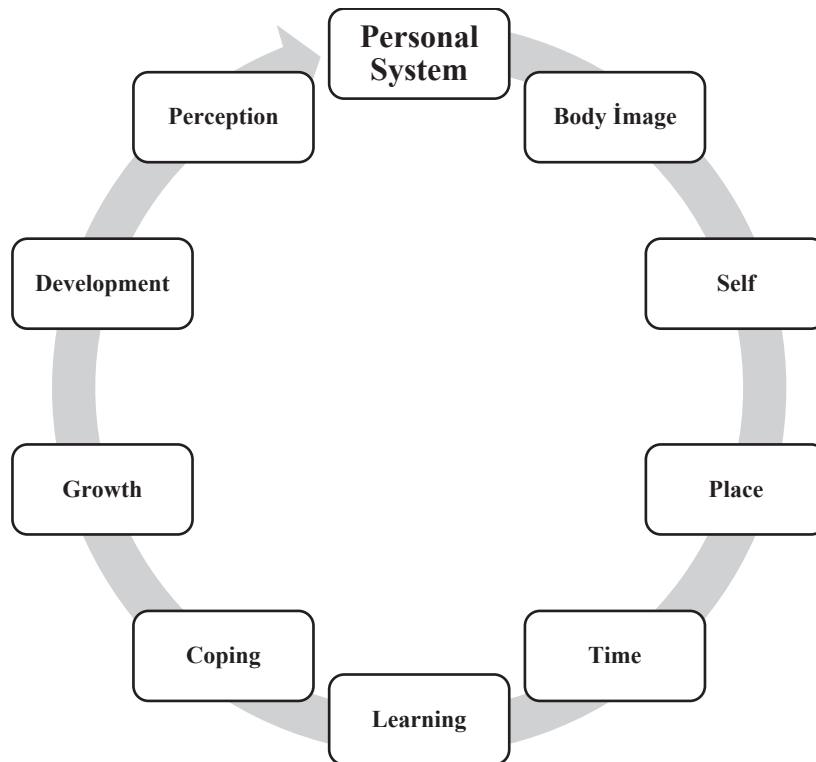 Personal
System
Body İmage
Self
Place
Time
Learning
Coping
Growth
Development
Perception